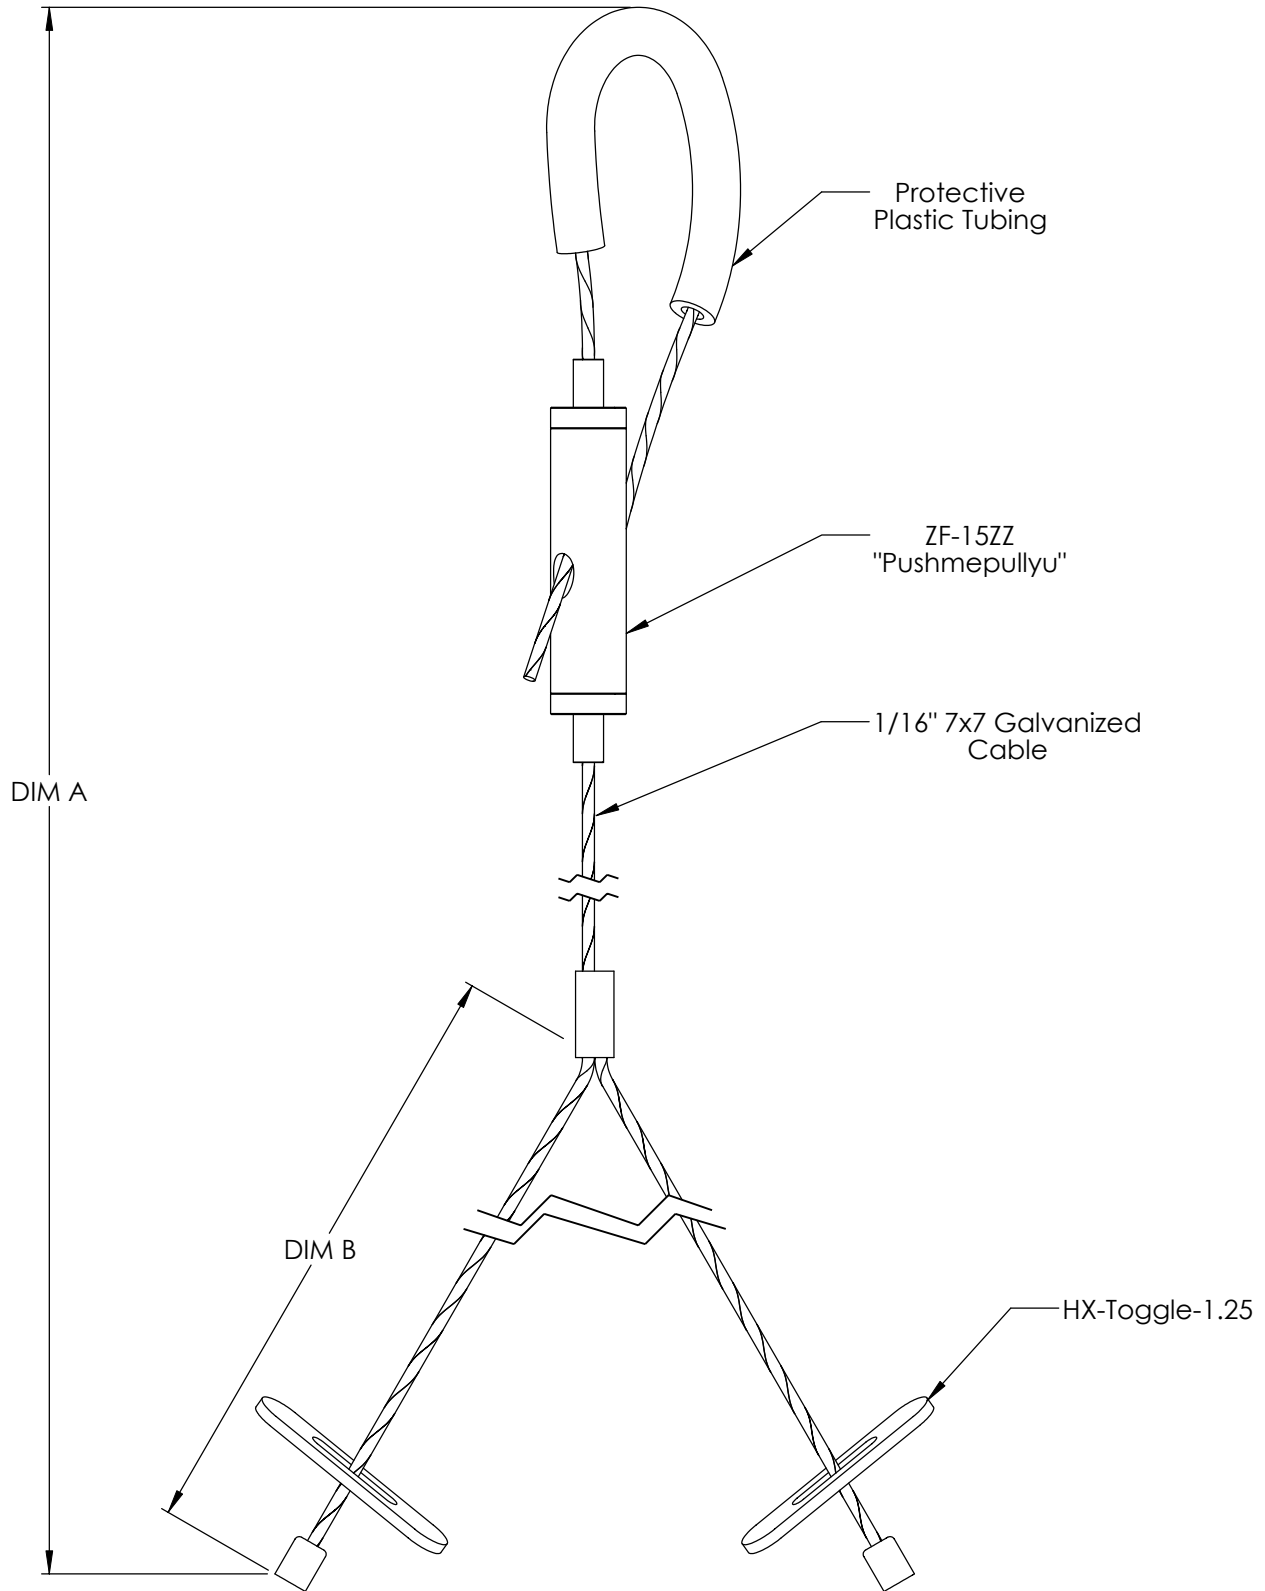 Protective
Plastic Tubing
ZF-15ZZ
"Pushmepullyu"
1/16" 7x7 Galvanized
Cable
DIM A
DIM B
HX-Toggle-1.25